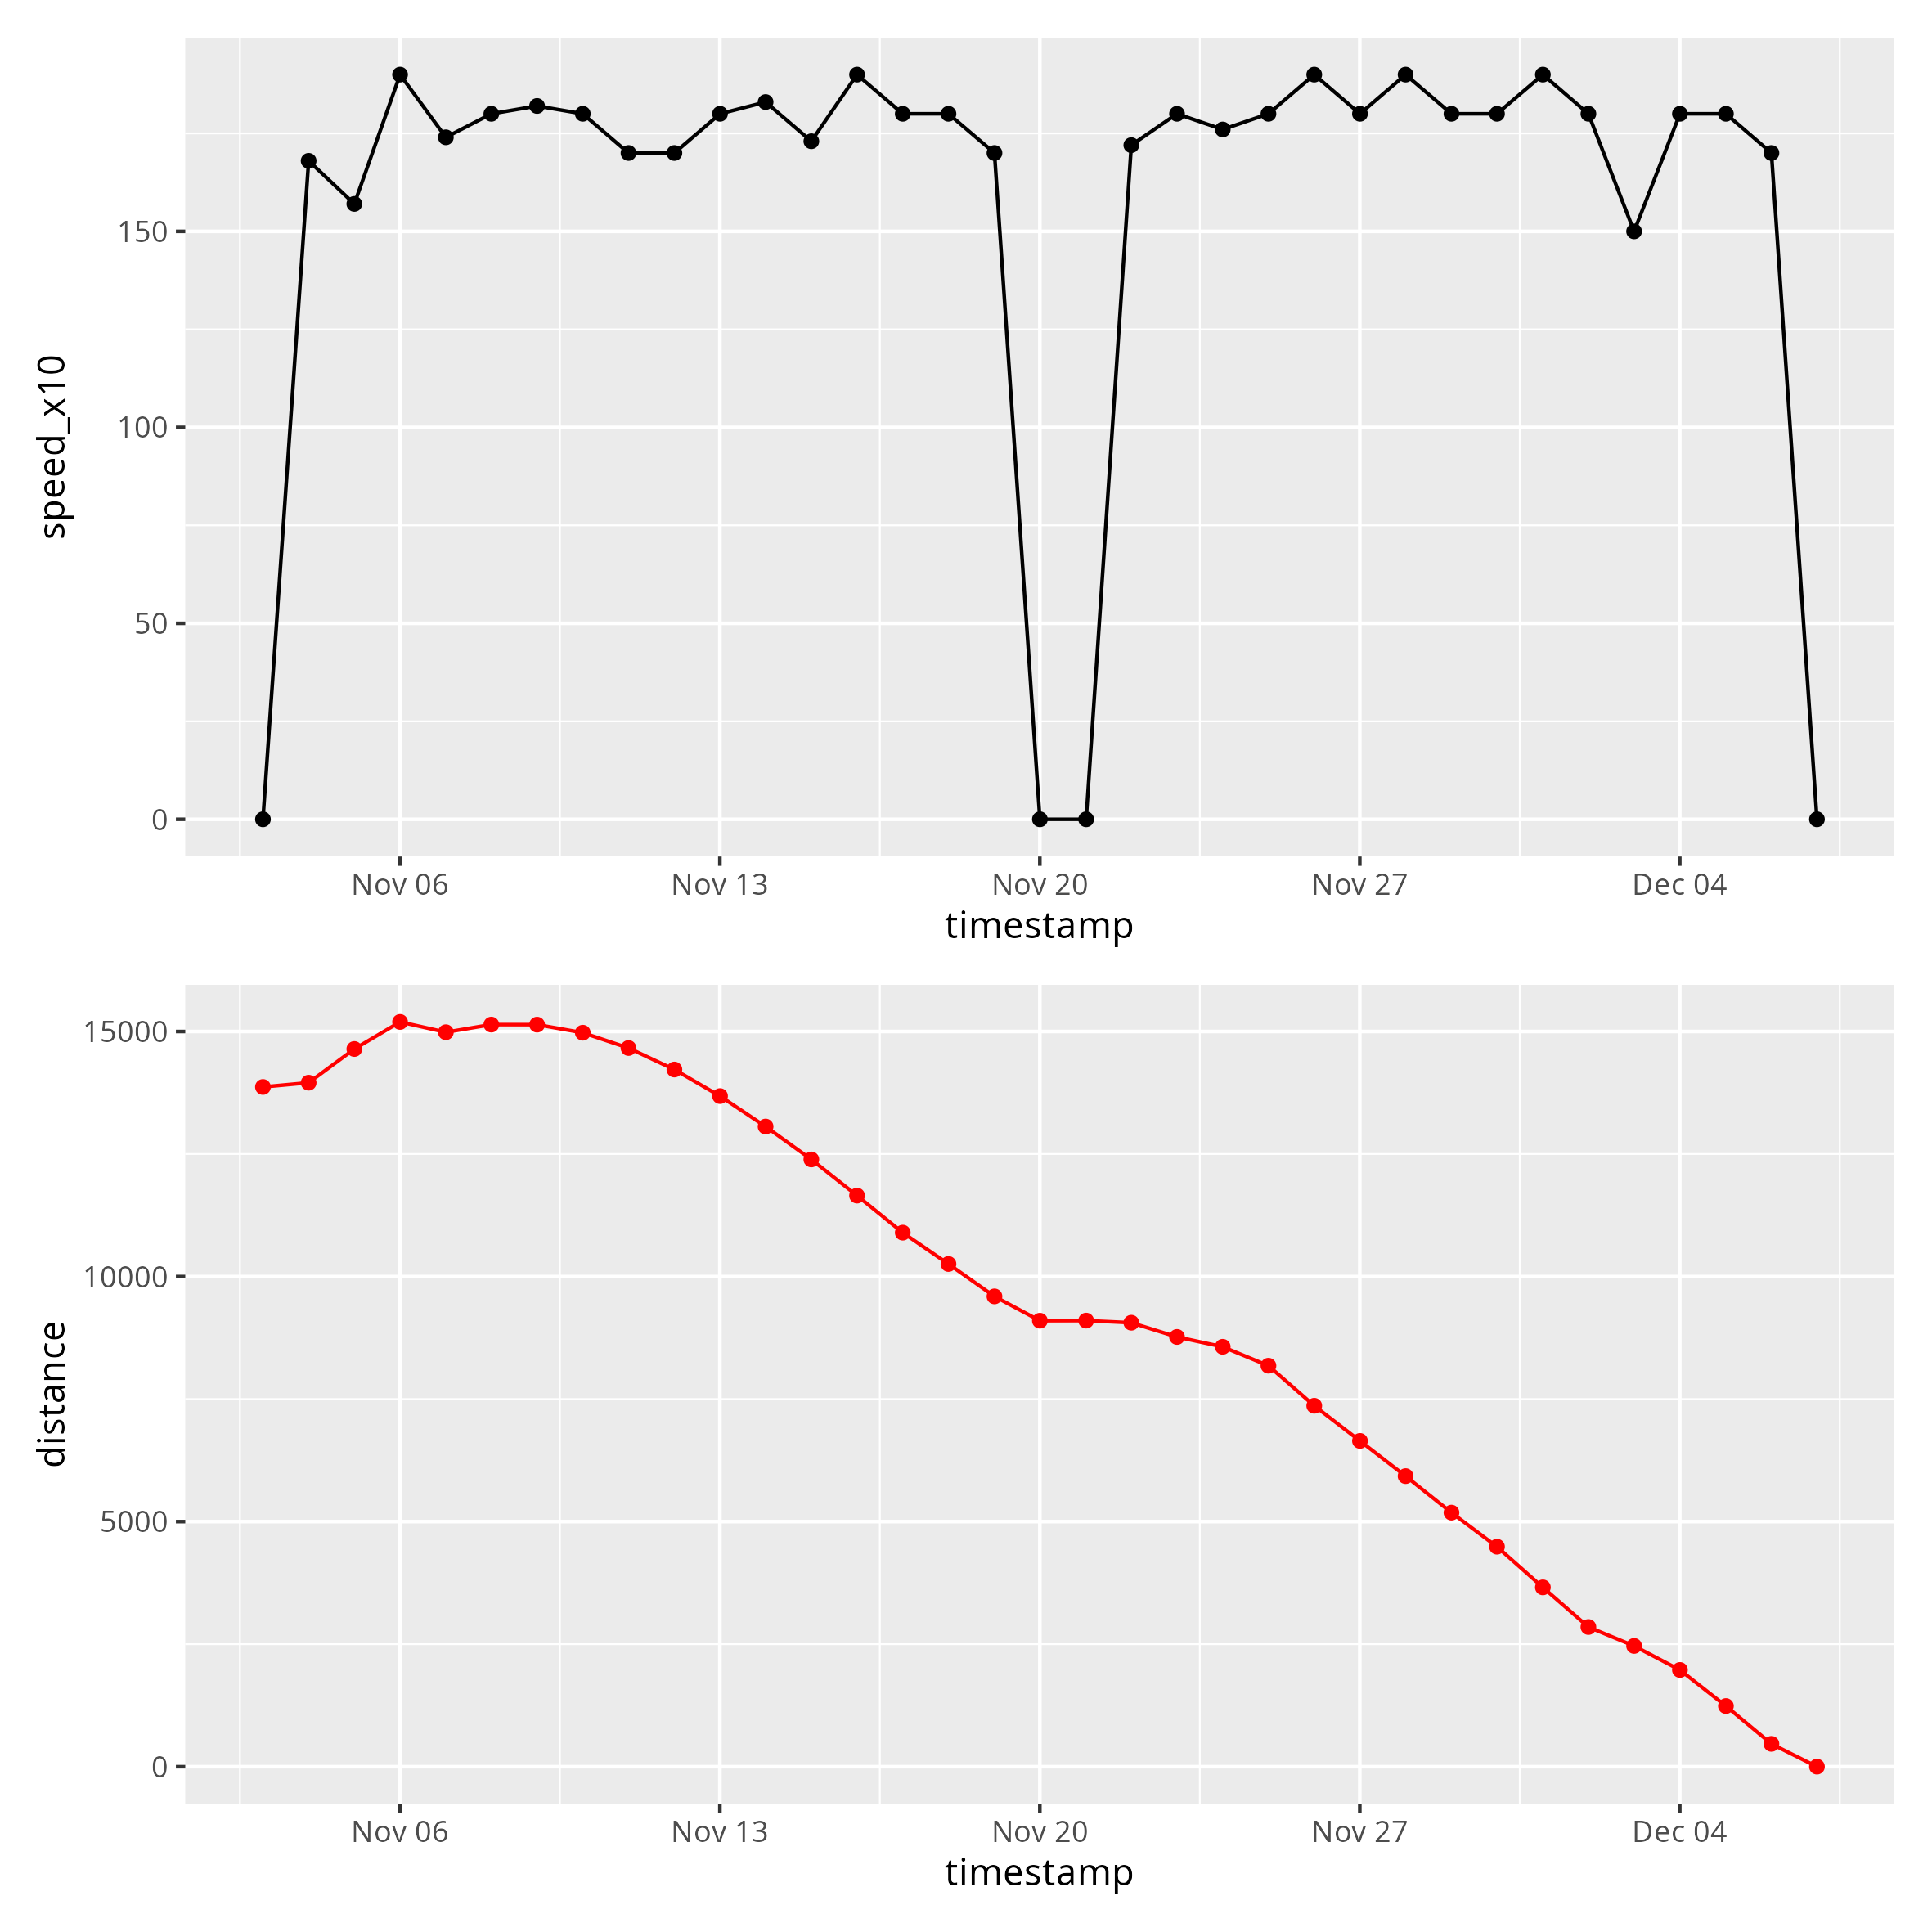 speed_x10
150
100
50
0
Nov 06 Nov 13 Nov 20 Nov 27 Dec 04
timestamp
distance
15000
10000
5000
0
Nov 06 Nov 13 Nov 20 Nov 27 Dec 04
timestamp